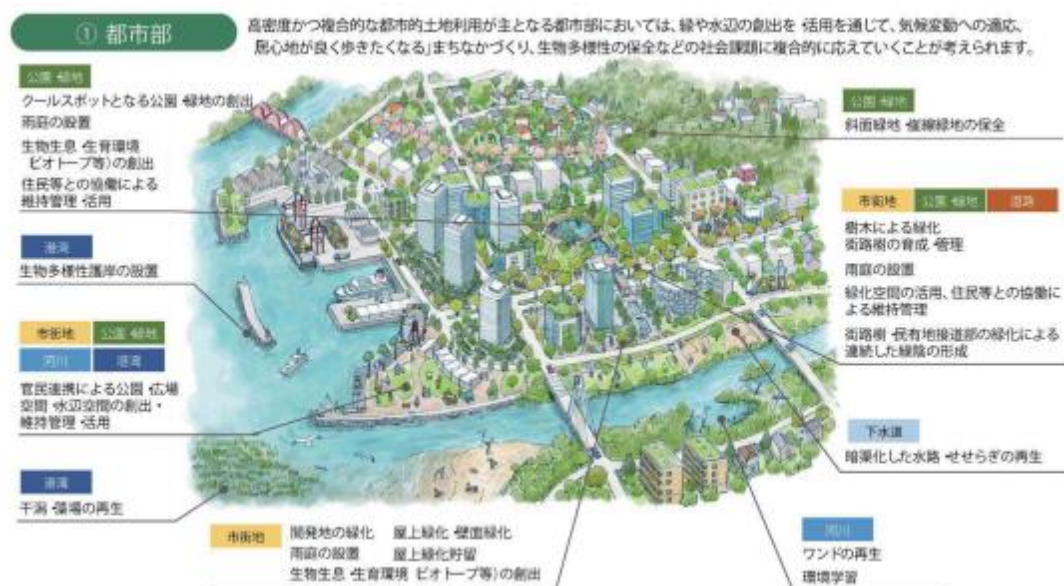 ① 都市部
高密度かつ複合的な都市的土地利用が主となる都市部においては、緑や水辺の創出を・活用を通じて、気候変動への適応、
居心地が良く歩きたくなる」まちなかづくり、生物多様性の保全などの社会課題に複合的に応えていくことが考えられます。
公園・緑地
クールスポットとなる公園・緑地の創出
雨庭の設置
生物生息・生育環境
ビオトープ等)の創出
住民等との協働による
維持管理・活用
港湾
生物多様性護岸の設置
市街地 公園・緑地
河川 港湾
官民連携による公園・広場
空間・水辺空間の創出・
維持管理・活用
港湾
干潟・藻場の再生
市街地
開発地の緑化 屋上緑化・壁面緑化
雨庭の設置 屋上緑化貯留
生物生息・生育環境 ビオトープ等)の創出
公園・緑地
斜面緑地・崖線緑地の保全
市街地 公園・緑地 道路
樹木による緑化
街路樹の育成・管理
雨庭の設置
緑化空間の活用、住民等との協働に
よる維持管理
街路樹・民有地接道部の緑化による
連続した緑陰の形成
下水道
暗渠化した水路・せせらぎの再生
河川
ワンドの再生
環境学習